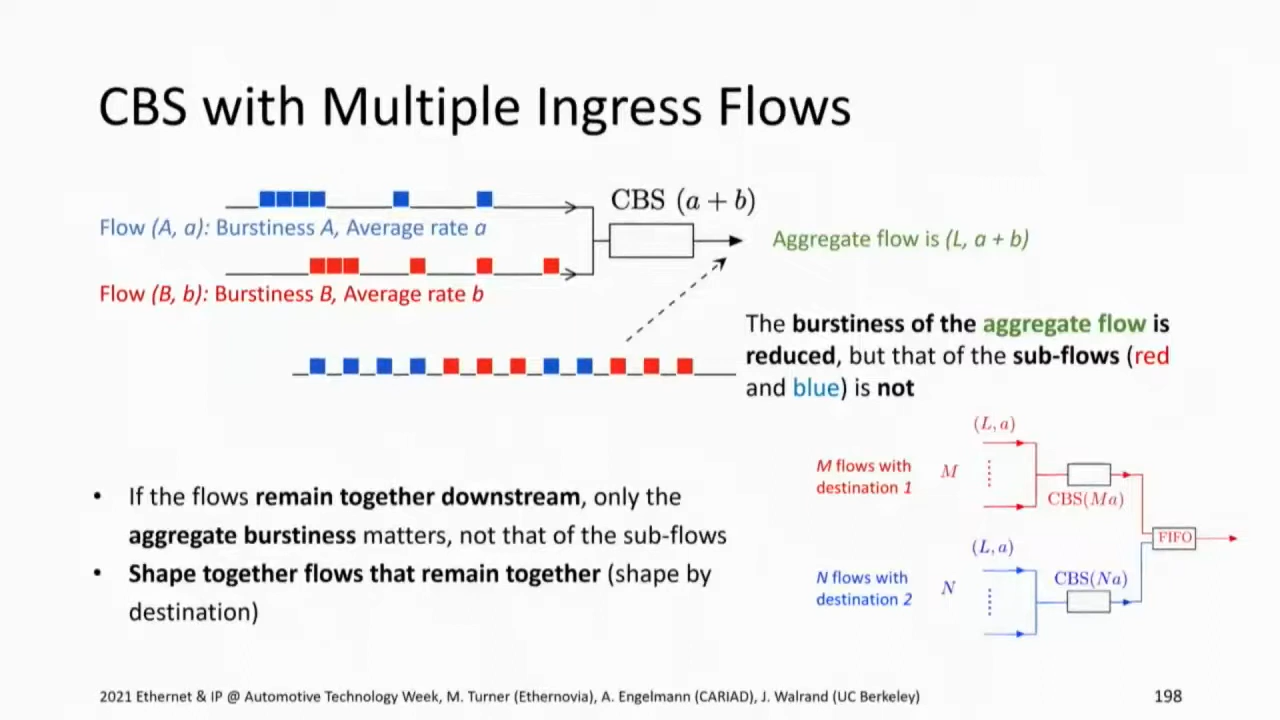 CBS with Multiple Ingress Flows
CBS (a + b)
Flow (A, a): Burstiness A, Average rate a
Aggregate flow is (L, a + b)
Flow (B, b): Burstiness B, Average rate b
The burstiness of the aggregate flow is
reduced, but that of the sub-flows (red
and blue) is not
(L, a)
M flows with
destination 1
M
CBS(Ma)
FIFO
(L, a)
N flows with
destination 2
N
CBS(Na)
• If the flows remain together downstream, only the
aggregate burstiness matters, not that of the sub-flows
• Shape together flows that remain together (shape by
destination)
2021 Ethernet & IP @ Automotive Technology Week, M. Turner (Ethernovia), A. Engelmann (CARIAD), J. Walrand (UC Berkeley)
198